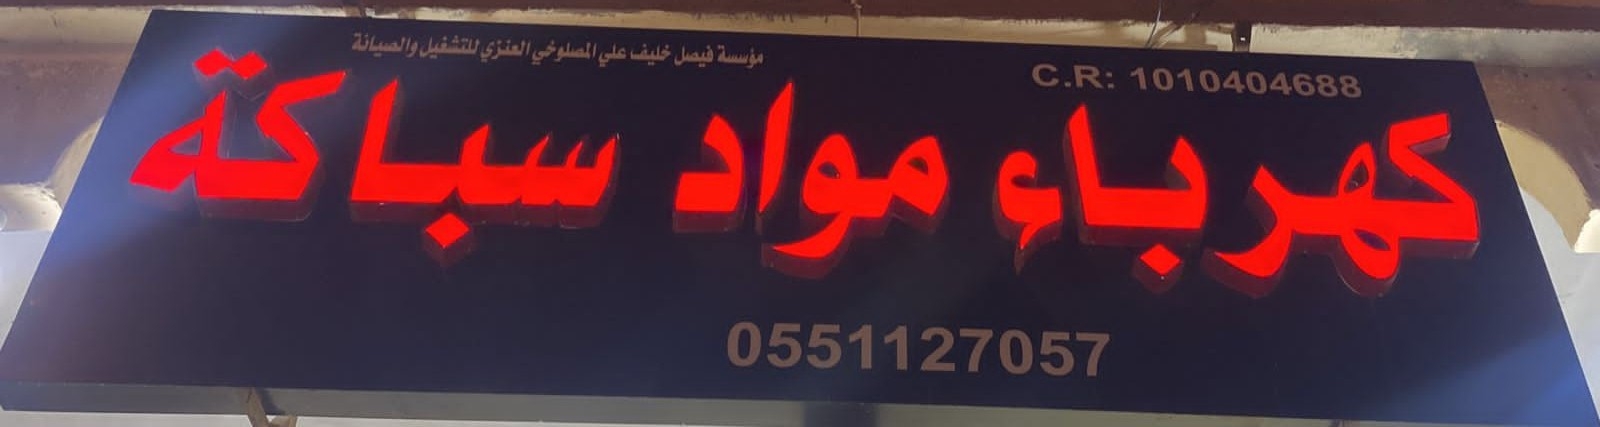 مؤسسة فيصل خليف علي المصلوخي العنزي للتشغيل والصيانة
C.R: 1010404688
كهرباء مواد سباكة
0551127057